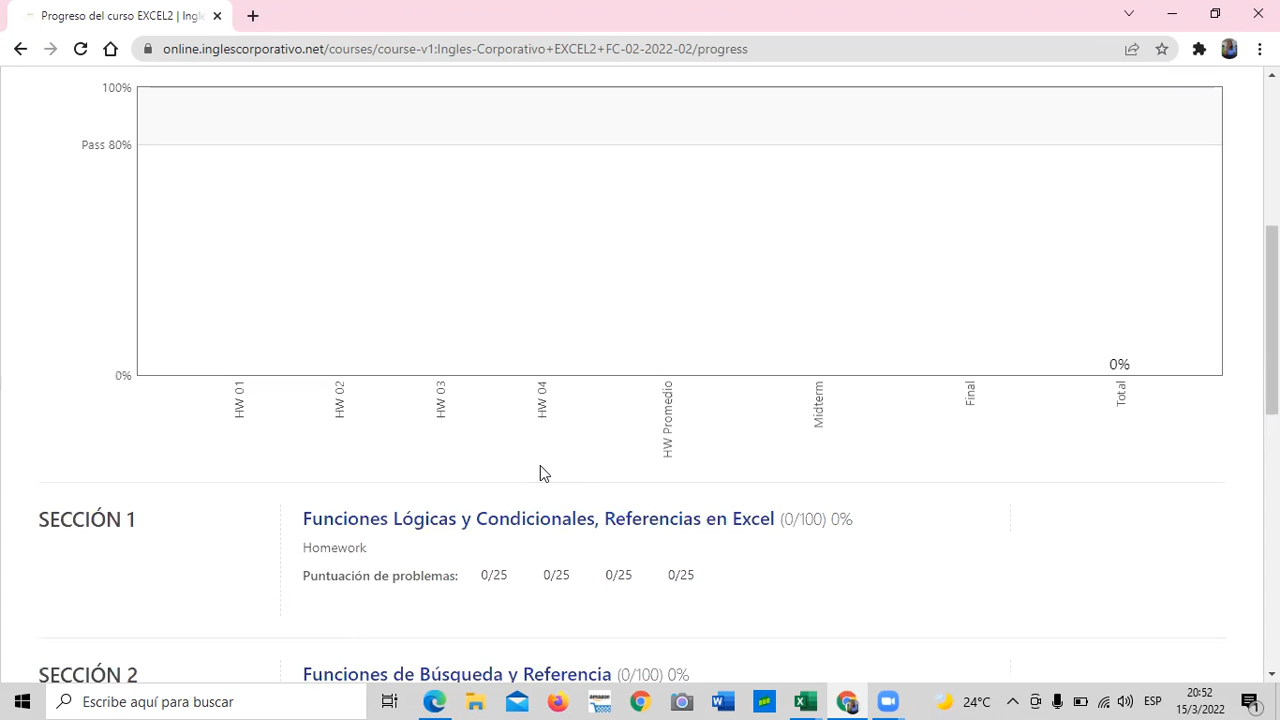 Progreso del curso EXCEL2 | Ingle
online.inglescorporativo.net/courses/course-v1:Ingles-Corporativo+EXCEL2+FC-02-2022-02/progress
100%
Pass 80%
0%
0%
HW 01
HW 02
HW 03
HW 04
HW Promedio
Midterm
Final
Total
SECCIÓN 1
Funciones Lógicas y Condicionales, Referencias en Excel (0/100) 0%
Homework
Puntuación de problemas: 0/25 0/25 0/25 0/25
SECCIÓN 2
Funciones de Búsqueda y Referencia (0/100) 0%
Escribe aquí para buscar
24°C
ESP
20:52
15/3/2022